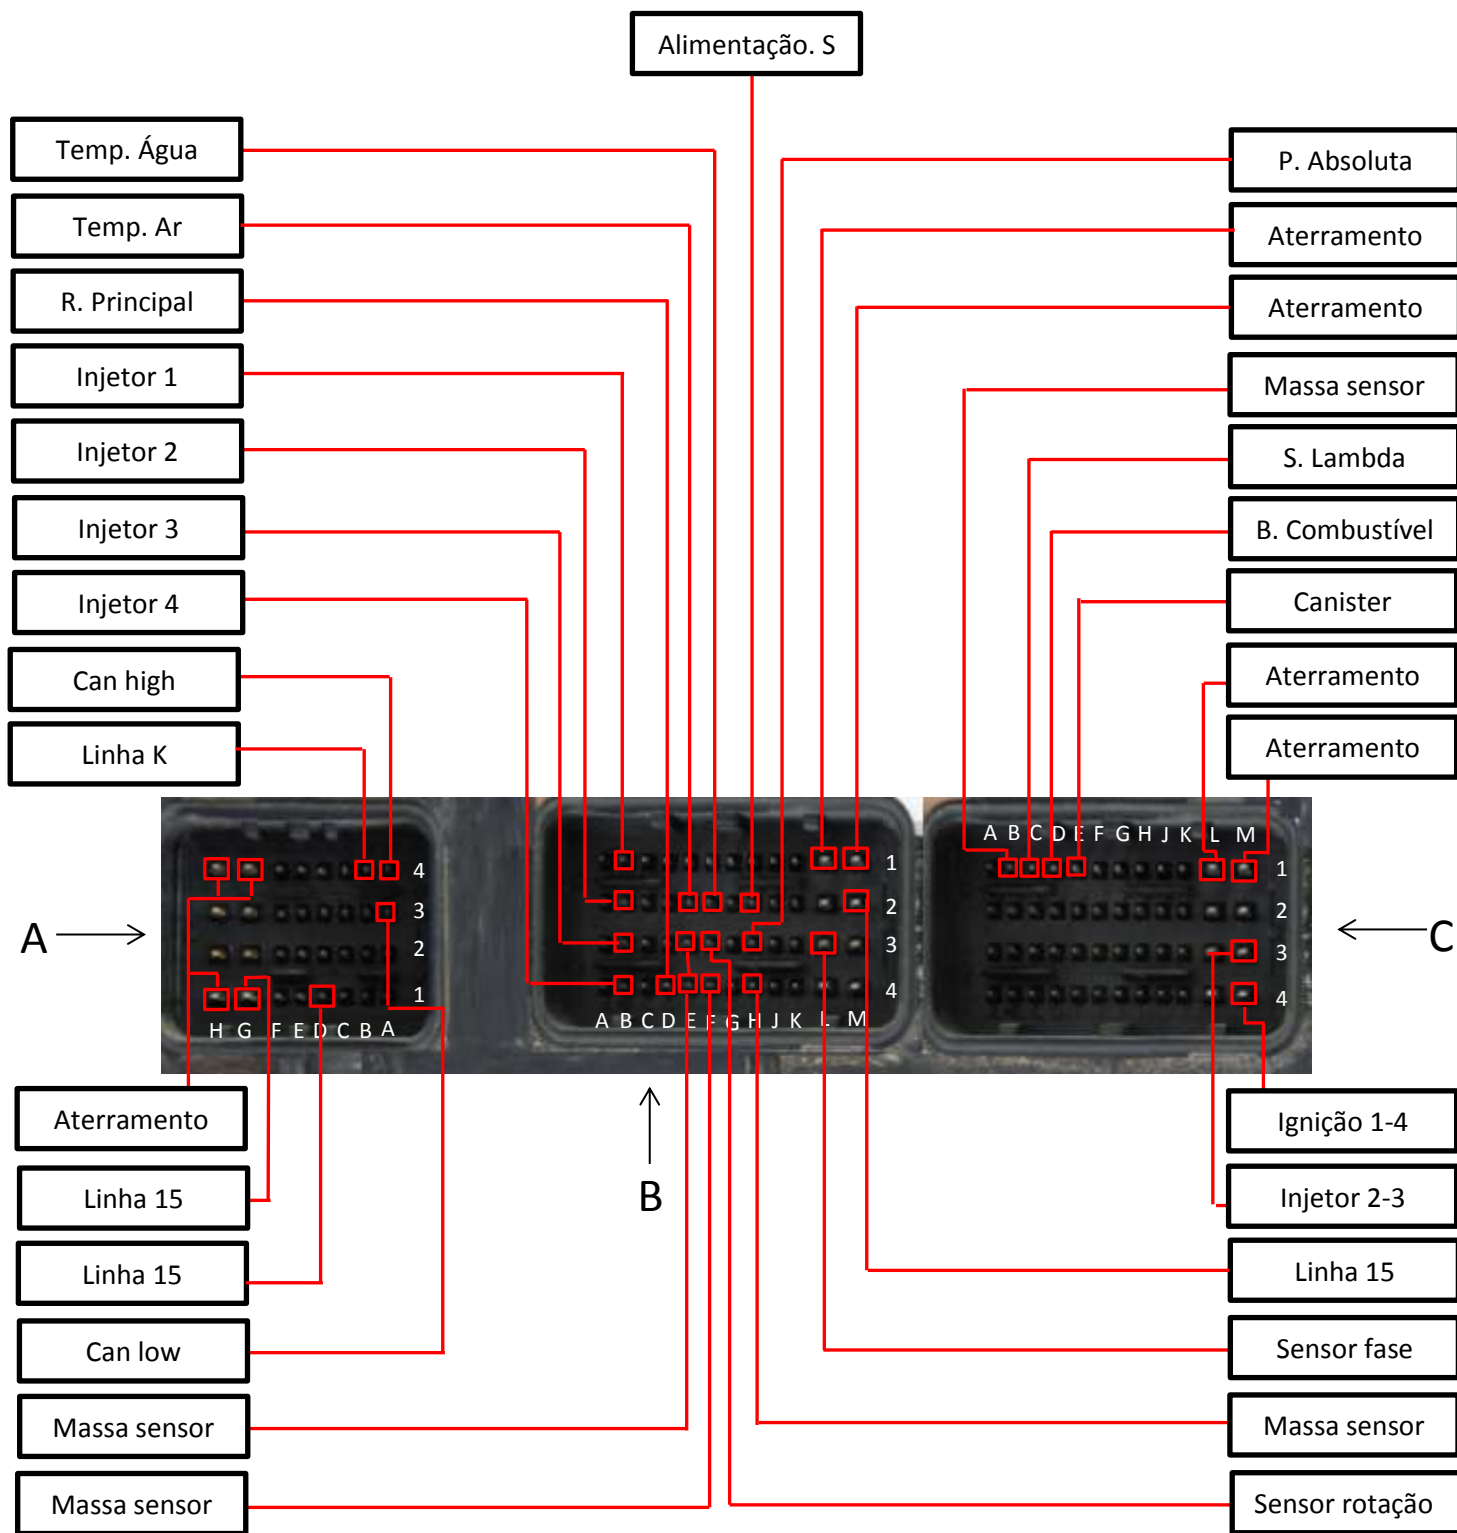 Alimentação. S
Temp. Água
Temp. Ar
R. Principal
Injetor 1
Injetor 2
Injetor 3
Injetor 4
Can high
Linha K
P. Absoluta
Aterramento
Aterramento
Massa sensor
S. Lambda
B. Combustível
Canister
Aterramento
Aterramento
A
4
3
2
1
H G F E D C B A
1
2
3
4
A B C D E F G H J K L M
B
A B C D E F G H J K L M
1
2
3
4
C
Aterramento
Linha 15
Linha 15
Can low
Massa sensor
Massa sensor
Ignição 1-4
Injetor 2-3
Linha 15
Sensor fase
Massa sensor
Sensor rotação